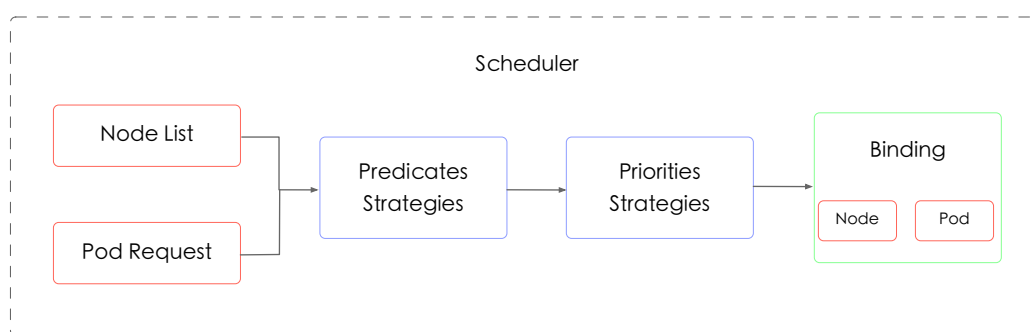 Scheduler
Node List
Pod Request
Predicates
Strategies
Priorities
Strategies
Binding
Node
Pod